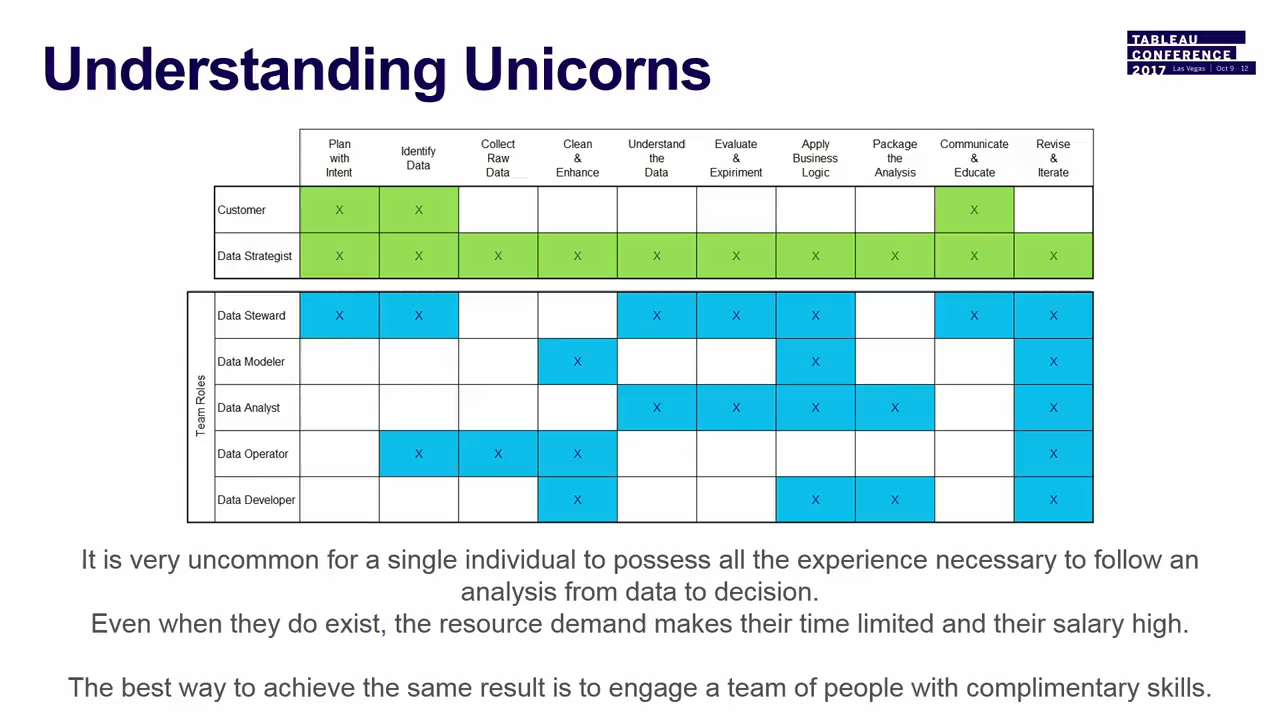 Understanding Unicorns
TABLEAU
CONFERENCE
2017 Las Vegas | Oct 9 - 12
Plan with Intent
Identify Data
Collect Raw Data
Clean & Enhance
Understand the Data
Evaluate & Expiriment
Apply Business Logic
Package the Analysis
Communicate & Educate
Revise & Iterate
Customer X X X
Data Strategist X X X X X X X X X X
Team Roles
Data Steward X X X X X X X
Data Modeler X X X
Data Analyst X X X X X
Data Operator X X X X
Data Developer X X X X
It is very uncommon for a single individual to possess all the experience necessary to follow an
analysis from data to decision.
Even when they do exist, the resource demand makes their time limited and their salary high.
The best way to achieve the same result is to engage a team of people with complimentary skills.